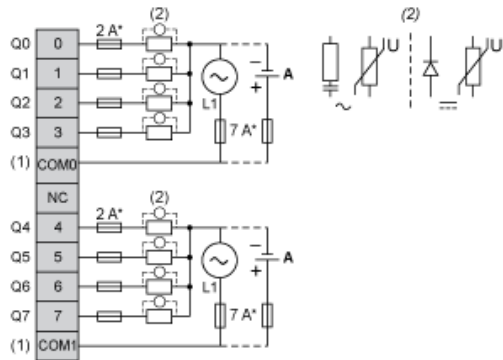 (2)
(2)
Q0 0 2 A*
U
U
Q1 1
– A
Q2 2
+
L1
Q3 3
7 A*
(1) COM0
NC
(2)
Q4 4 2 A*
Q5 5
– A
Q6 6
+
L1
Q7 7
7 A*
(1) COM1